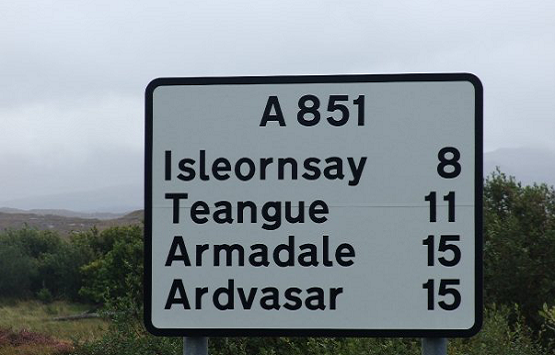 A 851
Isleornsay 8
Teangue 11
Armadale 15
Ardvasar 15